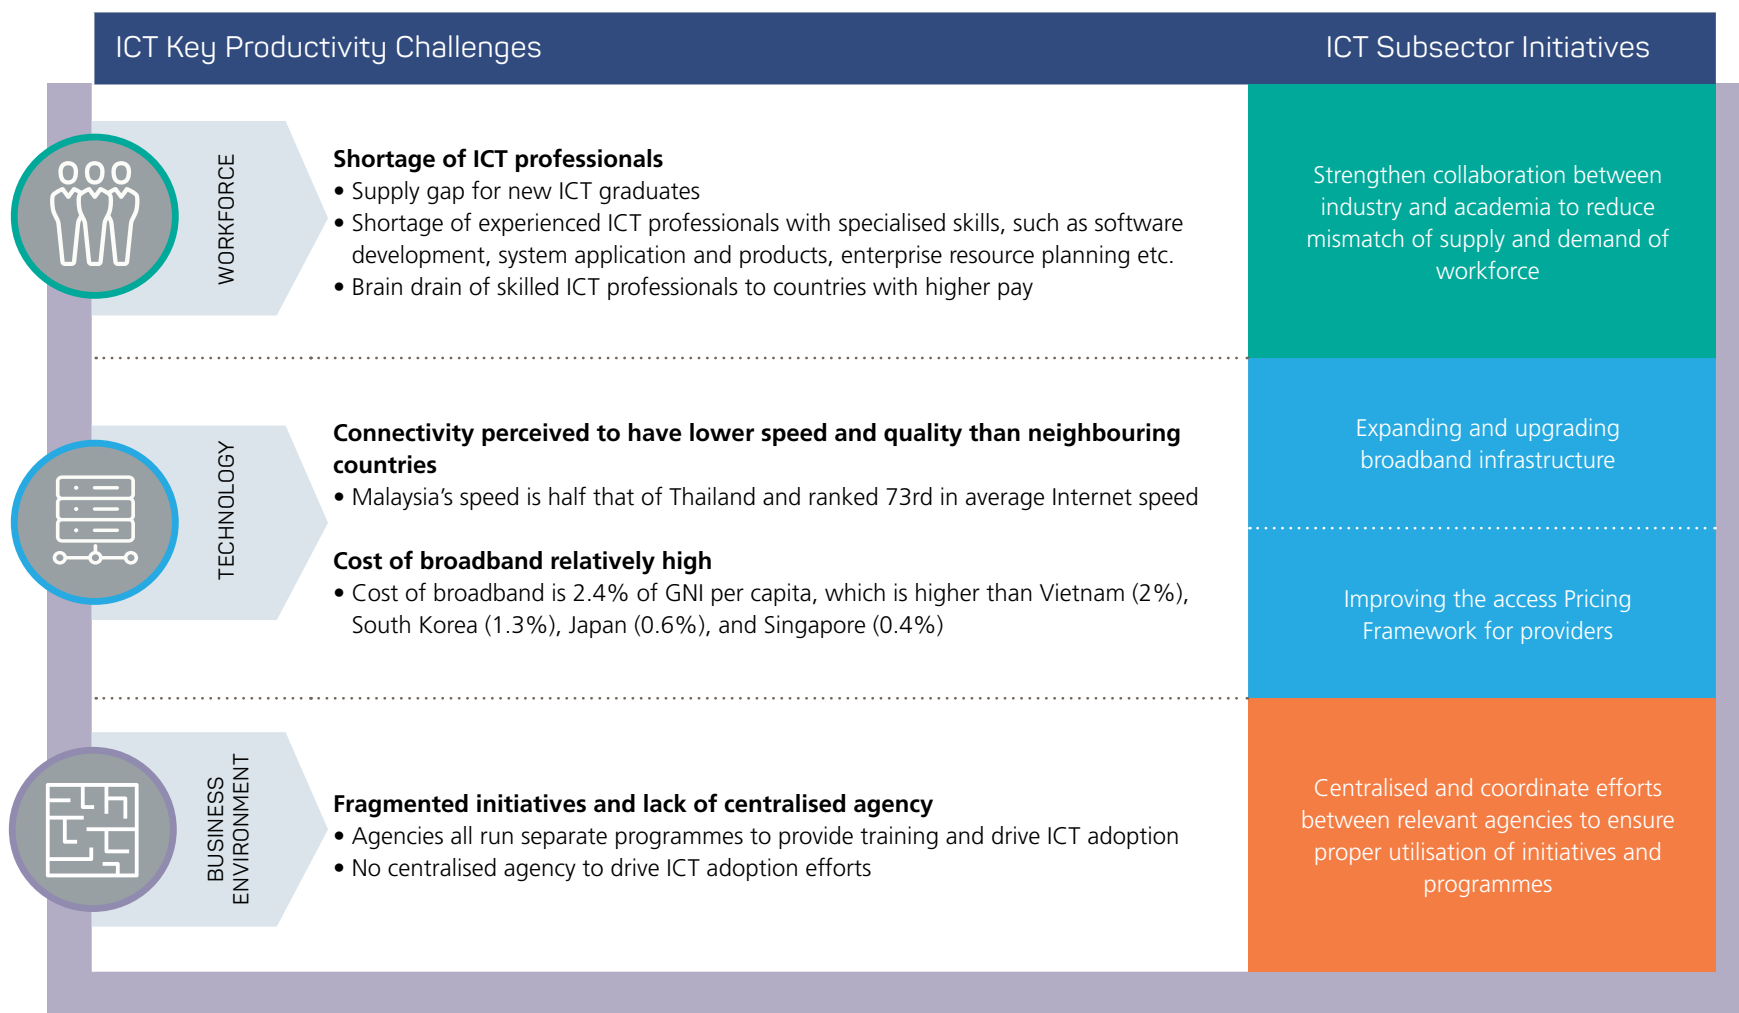 ICT Key Productivity Challenges
ICT Subsector Initiatives
WORKFORCE
Shortage of ICT professionals
• Supply gap for new ICT graduates
• Shortage of experienced ICT professionals with specialised skills, such as software
development, system application and products, enterprise resource planning etc.
• Brain drain of skilled ICT professionals to countries with higher pay
Strengthen collaboration between
industry and academia to reduce
mismatch of supply and demand of
workforce
TECHNOLOGY
Connectivity perceived to have lower speed and quality than neighbouring
countries
• Malaysia’s speed is half that of Thailand and ranked 73rd in average Internet speed
Cost of broadband relatively high
• Cost of broadband is 2.4% of GNI per capita, which is higher than Vietnam (2%),
South Korea (1.3%), Japan (0.6%), and Singapore (0.4%)
Expanding and upgrading
broadband infrastructure
Improving the access Pricing
Framework for providers
BUSINESS
ENVIRONMENT
Fragmented initiatives and lack of centralised agency
• Agencies all run separate programmes to provide training and drive ICT adoption
• No centralised agency to drive ICT adoption efforts
Centralised and coordinate efforts
between relevant agencies to ensure
proper utilisation of initiatives and
programmes